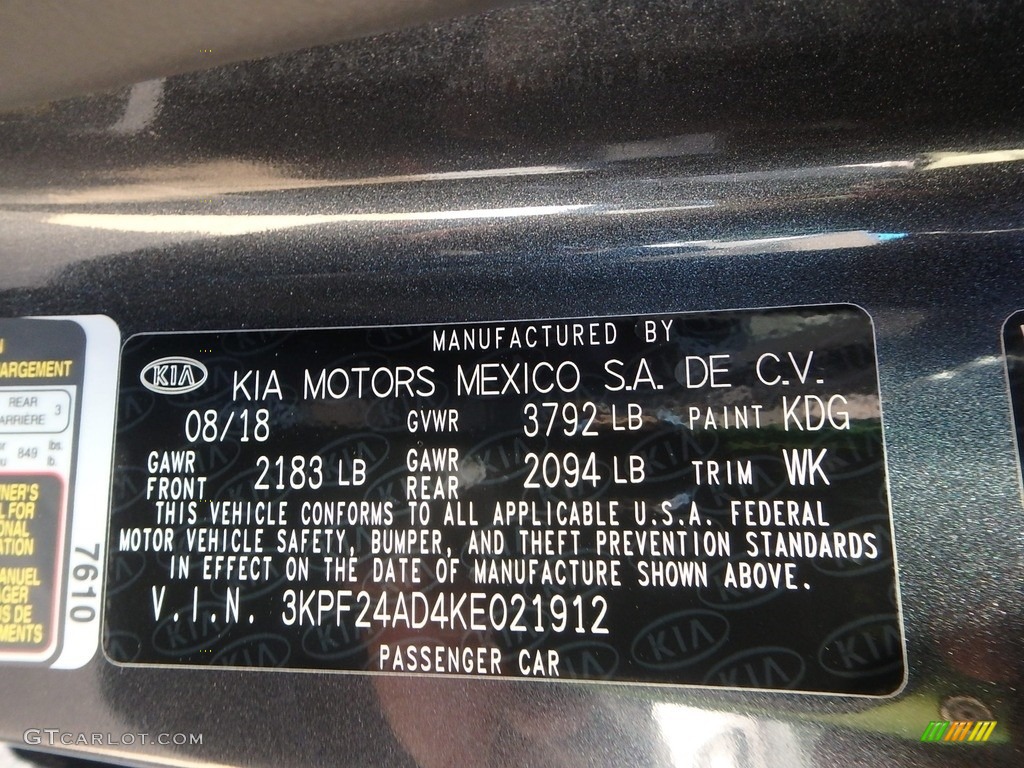 MANUFACTURED BY
KIA KIA MOTORS MEXICO S.A. DE C.V.
08/18 GVWR 3792 LB PAINT KDG
GAWR FRONT 2183 LB GAWR REAR 2094 LB TRIM WK
THIS VEHICLE CONFORMS TO ALL APPLICABLE U.S.A. FEDERAL
MOTOR VEHICLE SAFETY, BUMPER, AND THEFT PREVENTION STANDARDS
IN EFFECT ON THE DATE OF MANUFACTURE SHOWN ABOVE.
V.I.N. 3KPF24AD4KE021912
PASSENGER CAR
REAR 3
849 lbs.
7610
GTCARLOT.COM